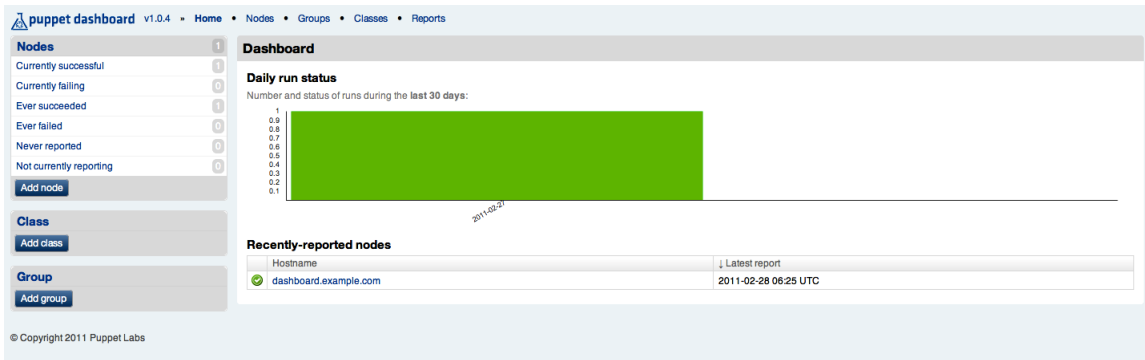 puppet dashboard v1.0.4 » Home • Nodes • Groups • Classes • Reports
Nodes 1
Currently successful 1
Currently failing 0
Ever succeeded 1
Ever failed 0
Never reported 0
Not currently reporting 0
Add node
Class
Add class
Group
Add group
Dashboard
Daily run status
Number and status of runs during the last 30 days:
1
0.9
0.8
0.7
0.6
0.5
0.4
0.3
0.2
0.1
2011-02-27
Recently-reported nodes
Hostname ↓ Latest report
dashboard.example.com 2011-02-28 06:25 UTC
© Copyright 2011 Puppet Labs